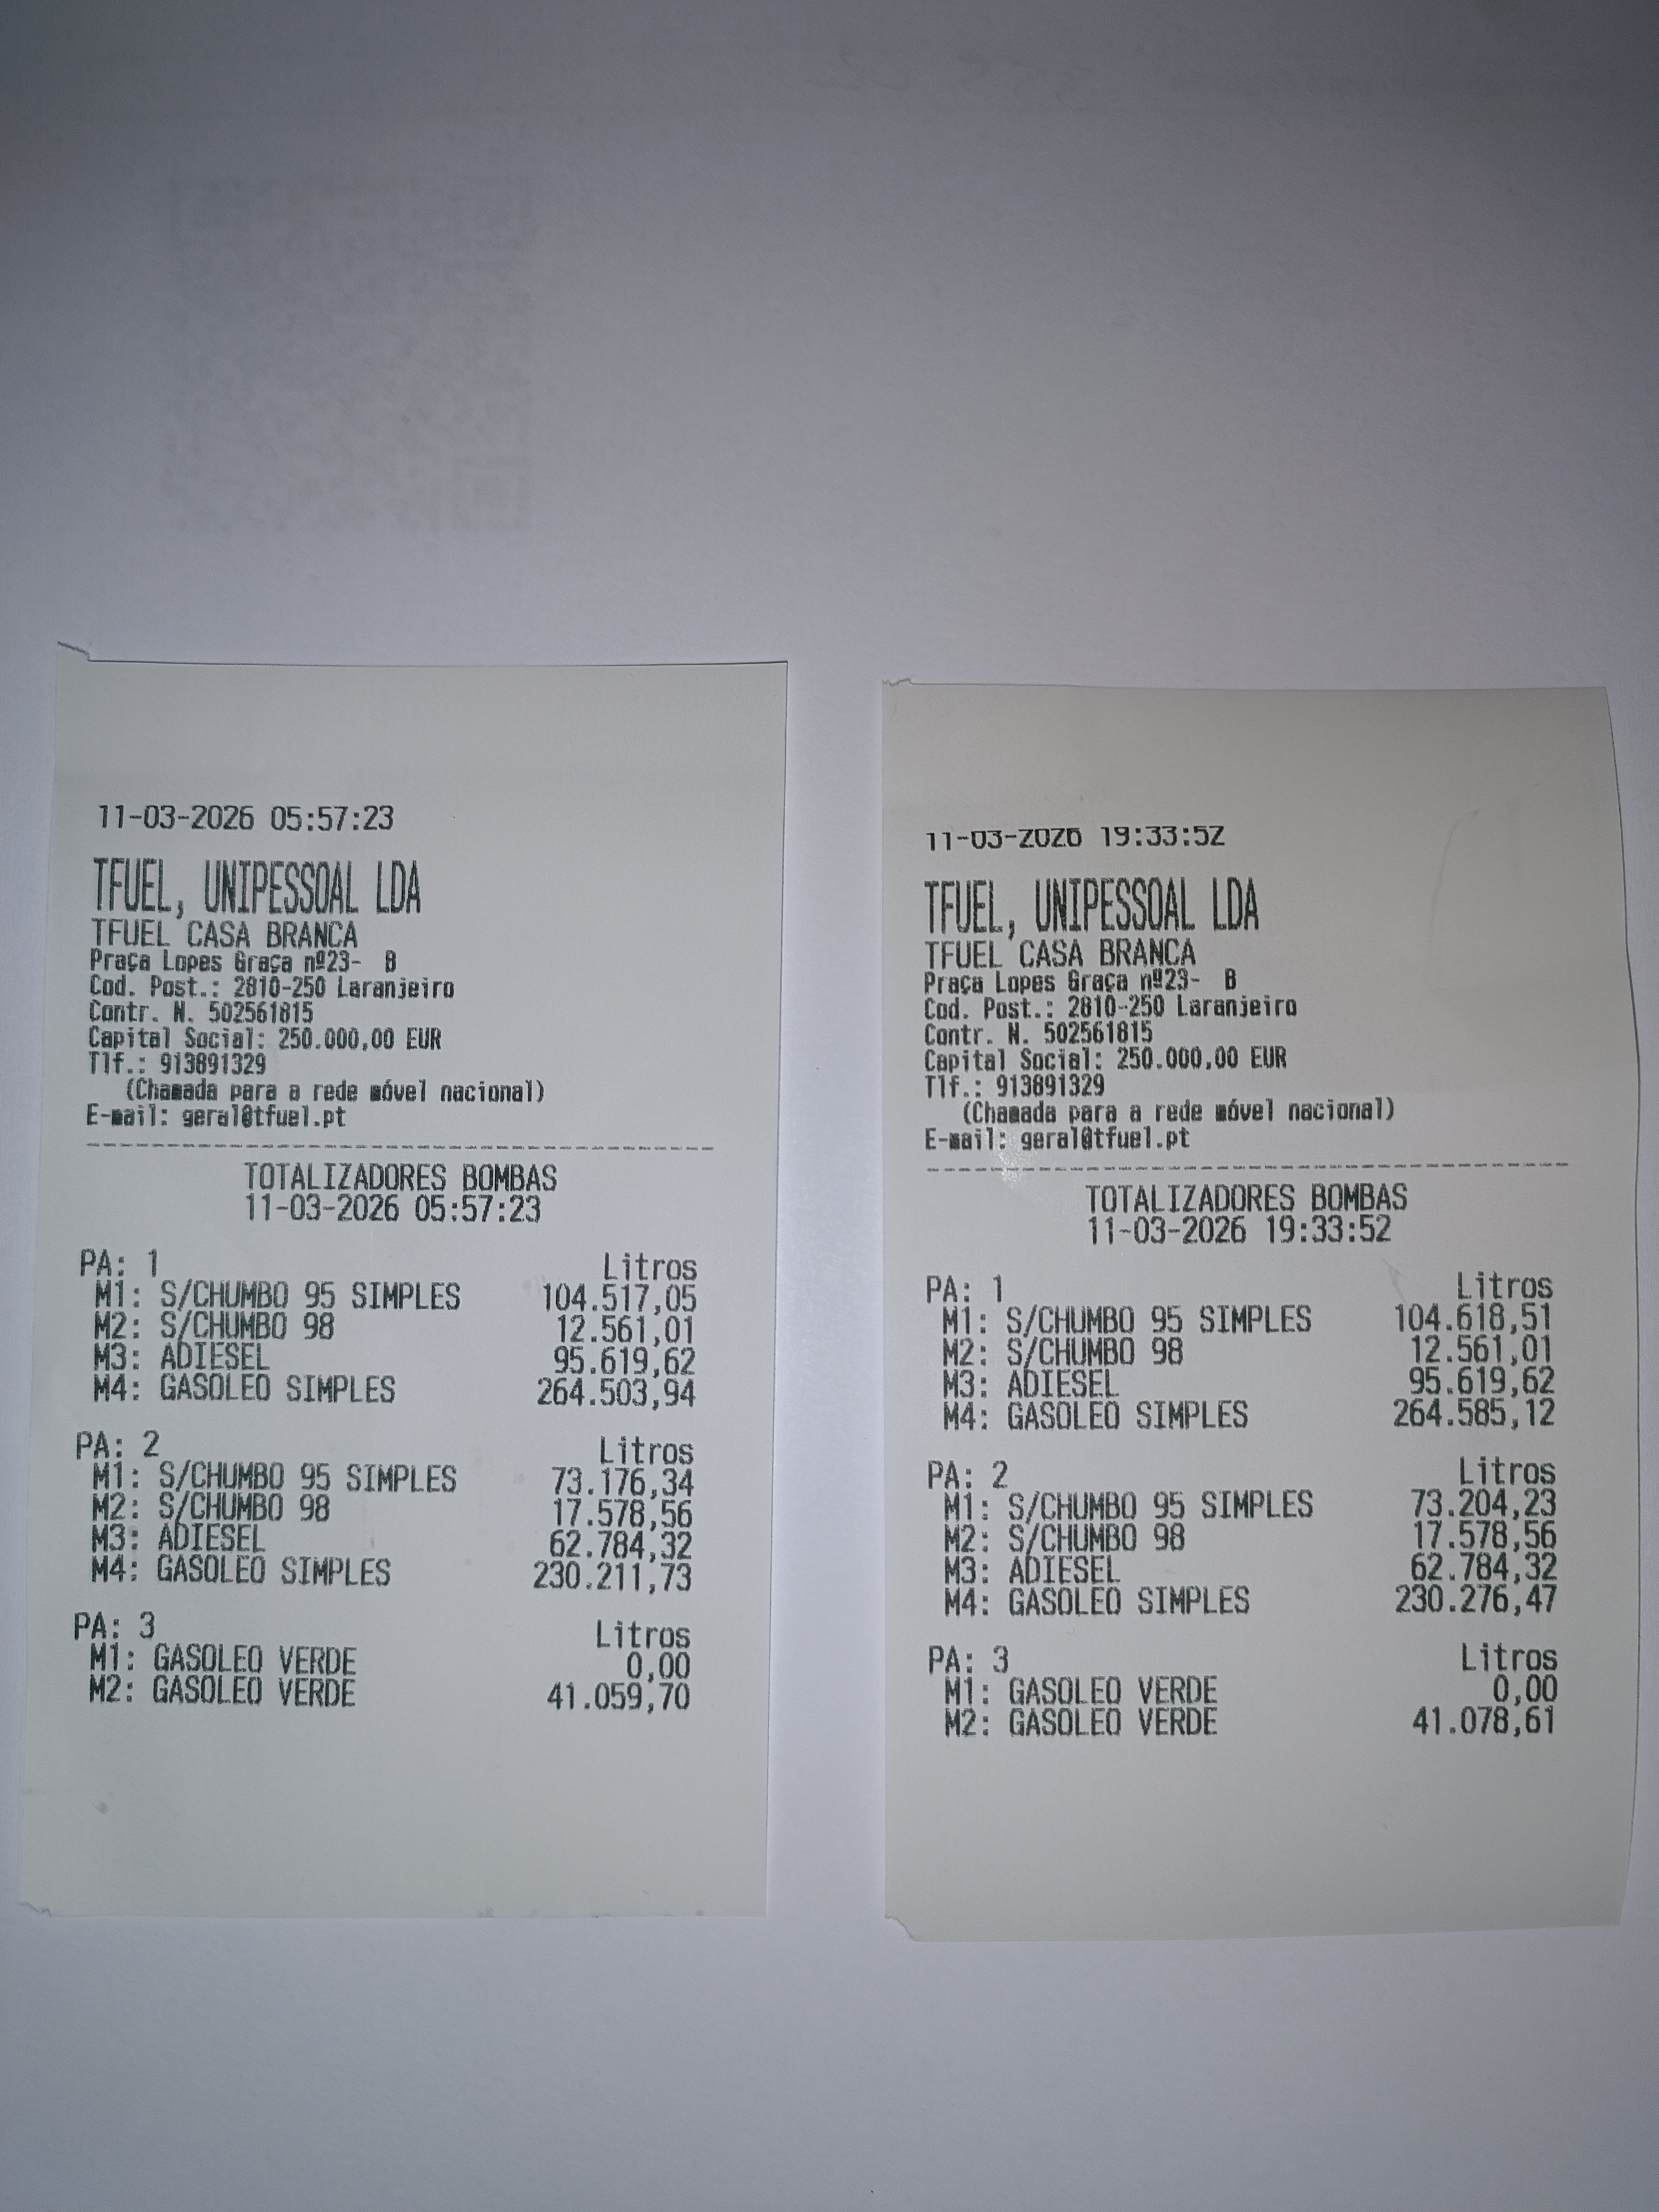 11-03-2026 05:57:23
TFUEL, UNIPESSOAL LDA
TFUEL CASA BRANCA
Praça Lopes Graça nº23-  B
Cod. Post.: 2810-250 Laranjeiro
Contr. N. 502561815
Capital Social: 250.000,00 EUR
Tlf.: 913891329
(Chamada para a rede móvel nacional)
E-mail: geral@tfuel.pt
TOTALIZADORES BOMBAS
11-03-2026 05:57:23
PA: 1 Litros
M1: S/CHUMBO 95 SIMPLES 104.517,05
M2: S/CHUMBO 98 12.561,01
M3: ADIESEL 95.619,62
M4: GASOLEO SIMPLES 264.503,94
PA: 2 Litros
M1: S/CHUMBO 95 SIMPLES 73.176,34
M2: S/CHUMBO 98 17.578,56
M3: ADIESEL 62.784,32
M4: GASOLEO SIMPLES 230.211,73
PA: 3 Litros
M1: GASOLEO VERDE 0,00
M2: GASOLEO VERDE 41.059,70
11-03-2026 19:33:52
TFUEL, UNIPESSOAL LDA
TFUEL CASA BRANCA
Praça Lopes Graça nº23-  B
Cod. Post.: 2810-250 Laranjeiro
Contr. N. 502561815
Capital Social: 250.000,00 EUR
Tlf.: 913891329
(Chamada para a rede móvel nacional)
E-mail: geral@tfuel.pt
TOTALIZADORES BOMBAS
11-03-2026 19:33:52
PA: 1 Litros
M1: S/CHUMBO 95 SIMPLES 104.618,51
M2: S/CHUMBO 98 12.561,01
M3: ADIESEL 95.619,62
M4: GASOLEO SIMPLES 264.585,12
PA: 2 Litros
M1: S/CHUMBO 95 SIMPLES 73.204,23
M2: S/CHUMBO 98 17.578,56
M3: ADIESEL 62.784,32
M4: GASOLEO SIMPLES 230.276,47
PA: 3 Litros
M1: GASOLEO VERDE 0,00
M2: GASOLEO VERDE 41.078,61